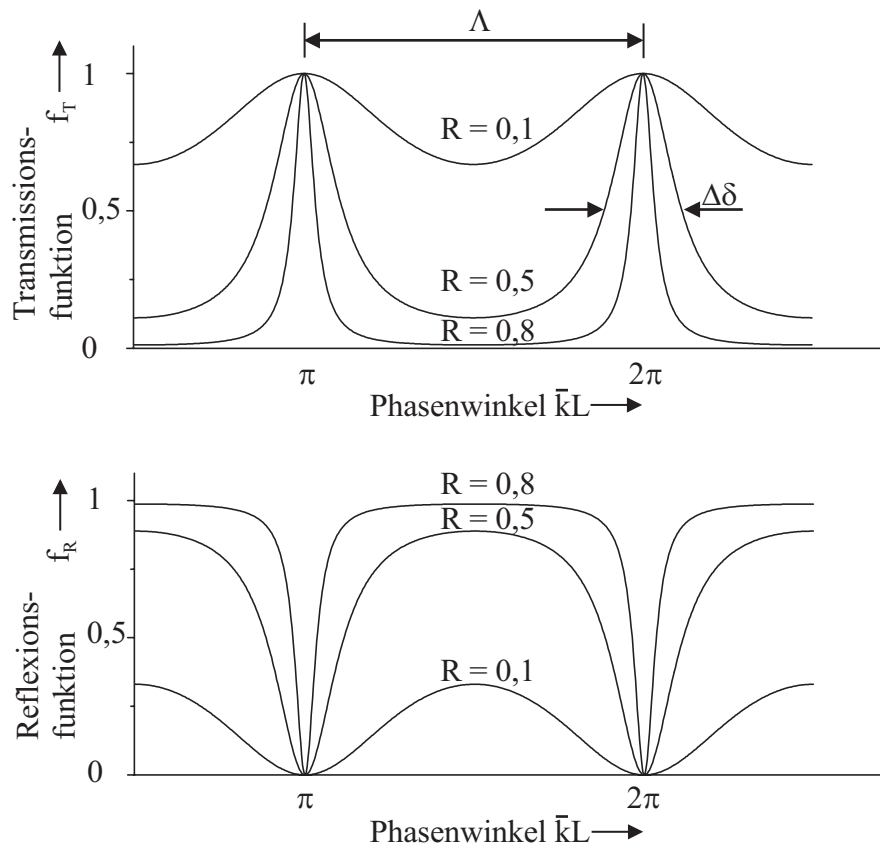 Λ
Transmissions-
funktion
f_T
1
0,5
0
R = 0,1
Δδ
R = 0,5
R = 0,8
π
2π
Phasenwinkel k̄L
Reflexions-
funktion
f_R
1
0,5
0
R = 0,8
R = 0,5
R = 0,1
π
2π
Phasenwinkel k̄L